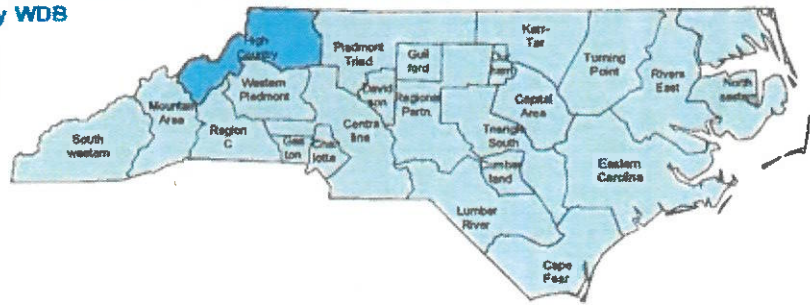 y WDB
High
Country
Piedmont
Triad
Guil
ford
Kerr-
Tar
Turning
Point
Rivers
East
North
eastern
Mountain
Area
Western
Piedmont
David
son
Regional
Partn.
Capital
Area
South
western
Region
C
Gas
ton
Char
lotte
Centra
lina
Triangle
South
Cumber
land
Eastern
Carolina
Lumber
River
Cape
Fear